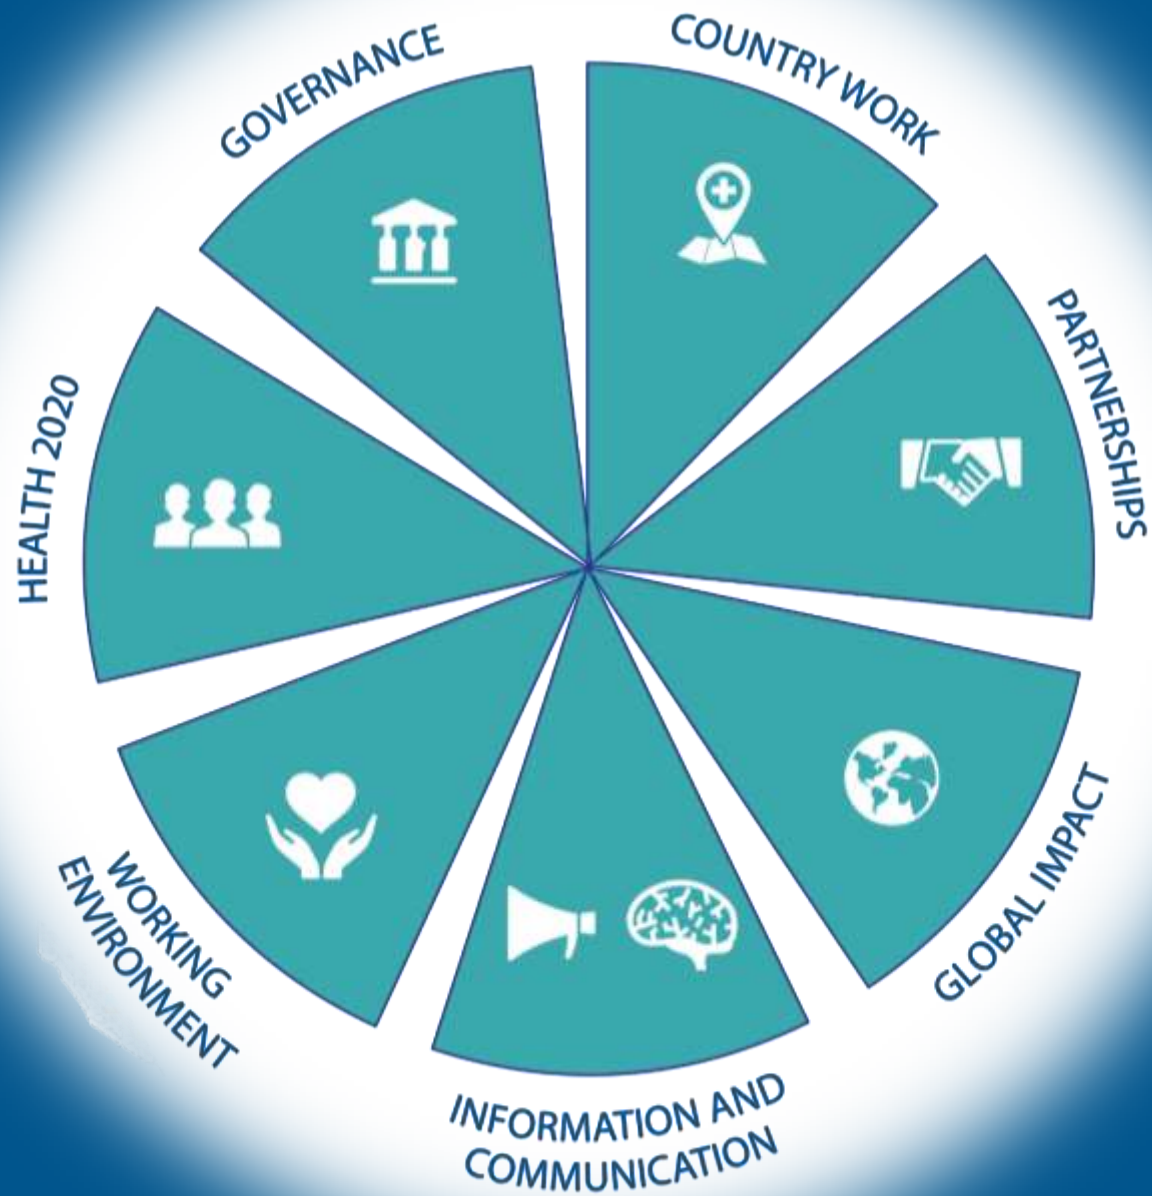 GOVERNANCE
COUNTRY WORK
PARTNERSHIPS
GLOBAL IMPACT
INFORMATION AND
COMMUNICATION
WORKING
ENVIRONMENT
HEALTH 2020